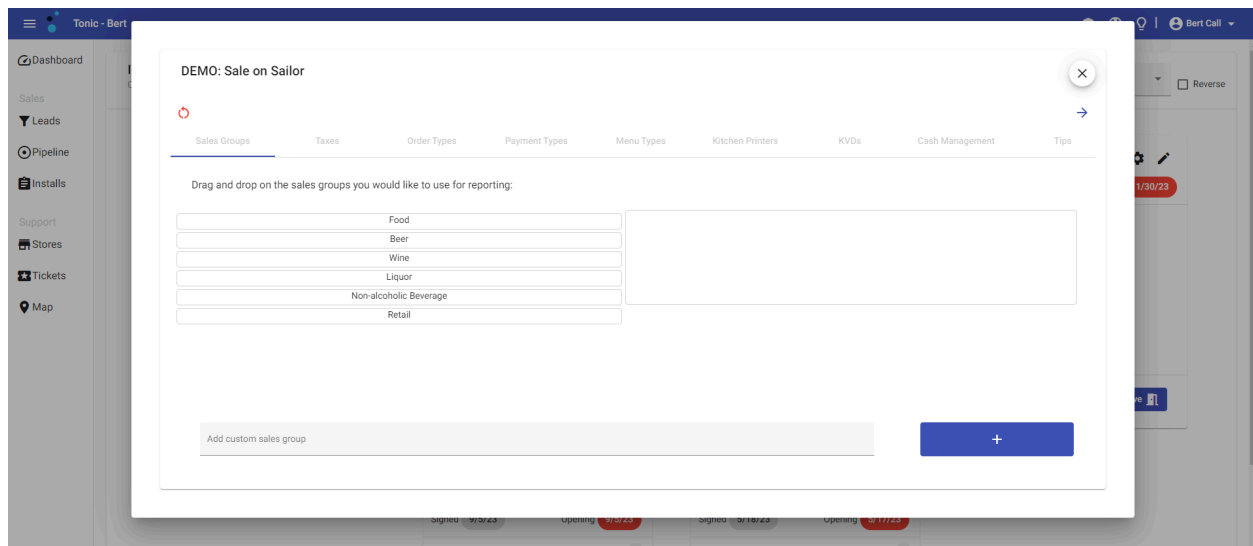 Tonic - Bert
Bert Call
Dashboard
Sales
Leads
Pipeline
Installs
Support
Stores
Tickets
Map
Reverse
1/30/23
DEMO: Sale on Sailor
Sales Groups Taxes Order Types Payment Types Menu Types Kitchen Printers KVDs Cash Management Tips
Drag and drop on the sales groups you would like to use for reporting:
Food
Beer
Wine
Liquor
Non-alcoholic Beverage
Retail
Add custom sales group
+
Signed 9/5/23 Opening 9/5/23 Signed 5/18/23 Opening 5/17/23